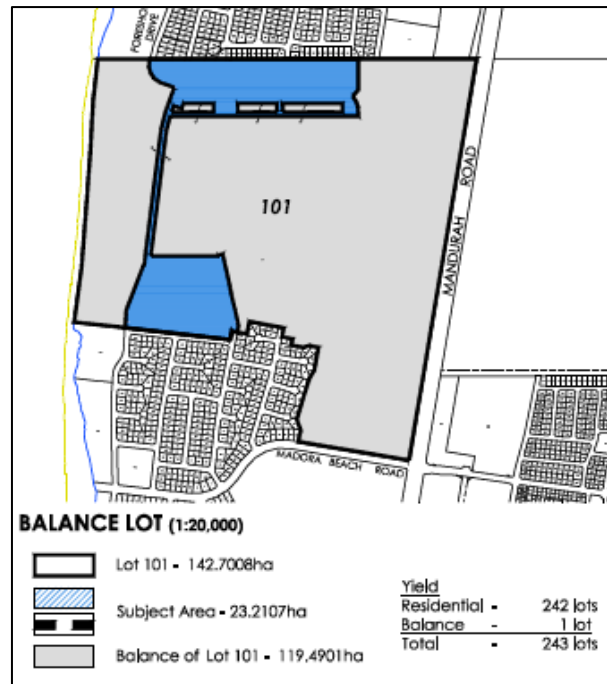 FORESHORE
DRIVE
101
MANDURAH ROAD
MADORA BEACH ROAD
BALANCE LOT (1:20,000)
Lot 101 - 142.7008ha
Subject Area - 23.2107ha
Balance of Lot 101 - 119.4901ha
Yield
Residential - 242 lots
Balance - 1 lot
Total - 243 lots